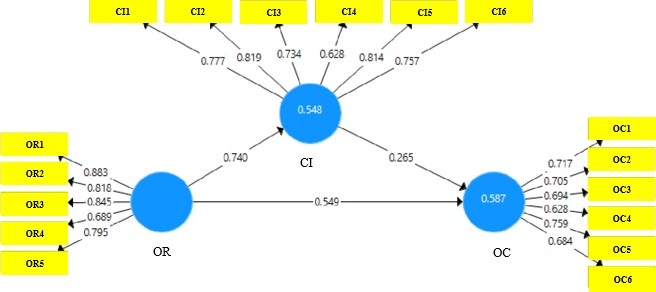 CI1 CI2 CI3 CI4 CI5 CI6
0.777 0.819 0.734 0.628 0.814 0.757
0.548
CI
0.740 0.265
OR1
OR2
OR3
OR4
OR5
0.883
0.818
0.845
0.689
0.795
OR
0.549
0.587
OC
0.717
0.705
0.694
0.628
0.759
0.684
OC1
OC2
OC3
OC4
OC5
OC6